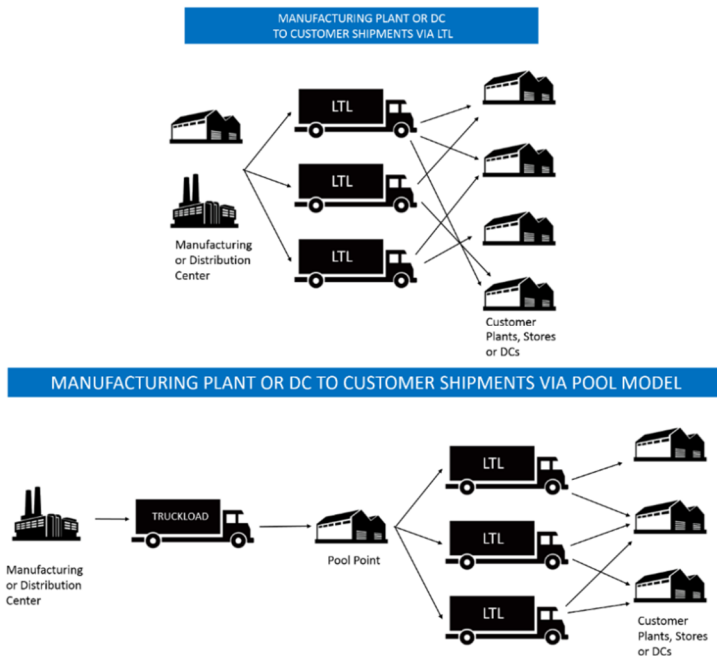 MANUFACTURING PLANT OR DC
TO CUSTOMER SHIPMENTS VIA LTL
LTL
LTL
LTL
Manufacturing
or Distribution
Center
Customer
Plants, Stores
or DCs
MANUFACTURING PLANT OR DC TO CUSTOMER SHIPMENTS VIA POOL MODEL
LTL
TRUCKLOAD
LTL
Pool Point
Manufacturing
or Distribution
Center
LTL
Customer
Plants, Stores
or DCs